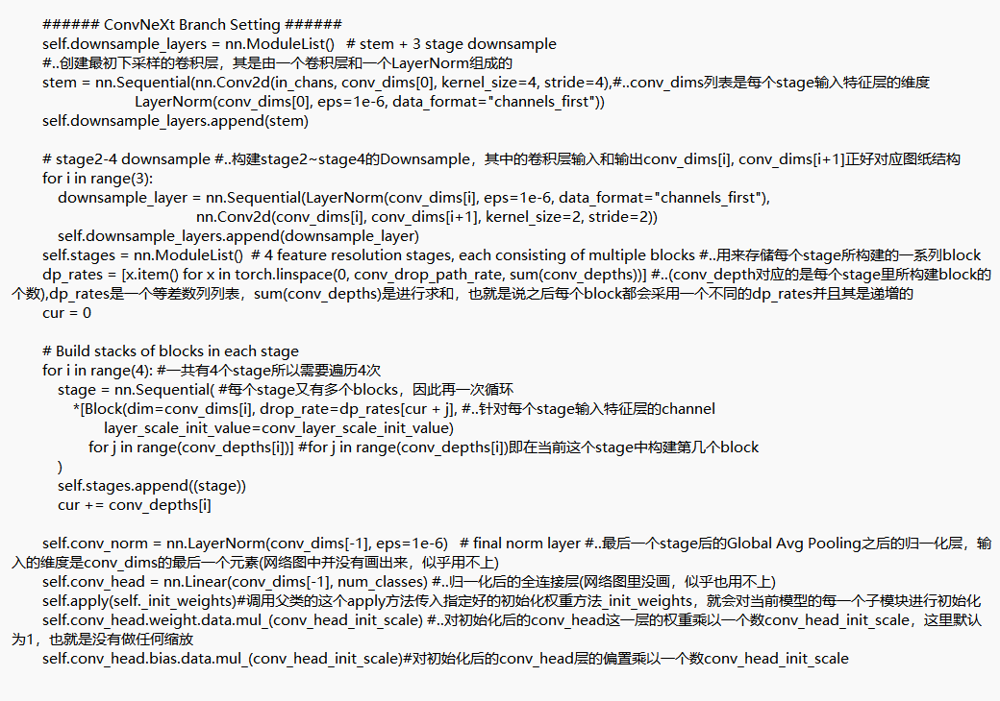 ###### ConvNeXt Branch Setting ######
self.downsample_layers = nn.ModuleList()   # stem + 3 stage downsample
#..创建最初下采样的卷积层，其是由一个卷积层和一个LayerNorm组成的
stem = nn.Sequential(nn.Conv2d(in_chans, conv_dims[0], kernel_size=4, stride=4),#..conv_dims列表是每个stage输入特征层的维度
LayerNorm(conv_dims[0], eps=1e-6, data_format="channels_first"))
self.downsample_layers.append(stem)
# stage2-4 downsample #..构建stage2~stage4的Downsample，其中的卷积层输入和输出conv_dims[i], conv_dims[i+1]正好对应图纸结构
for i in range(3):
downsample_layer = nn.Sequential(LayerNorm(conv_dims[i], eps=1e-6, data_format="channels_first"),
nn.Conv2d(conv_dims[i], conv_dims[i+1], kernel_size=2, stride=2))
self.downsample_layers.append(downsample_layer)
self.stages = nn.ModuleList()  # 4 feature resolution stages, each consisting of multiple blocks #..用来存储每个stage所构建的一系列block
dp_rates = [x.item() for x in torch.linspace(0, conv_drop_path_rate, sum(conv_depths))] #..(conv_depth对应的是每个stage里所构建block的
个数),dp_rates是一个等差数列列表，sum(conv_depths)是进行求和，也就是说之后每个block都会采用一个不同的dp_rates并且其是递增的
cur = 0
# Build stacks of blocks in each stage
for i in range(4): #一共有4个stage所以需要遍历4次
stage = nn.Sequential( #每个stage又有多个blocks，因此再一次循环
*[Block(dim=conv_dims[i], drop_rate=dp_rates[cur + j], #..针对每个stage输入特征层的channel
layer_scale_init_value=conv_layer_scale_init_value)
for j in range(conv_depths[i])] #for j in range(conv_depths[i])即在当前这个stage中构建第几个block
)
self.stages.append((stage))
cur += conv_depths[i]
self.conv_norm = nn.LayerNorm(conv_dims[-1], eps=1e-6)   # final norm layer #..最后一个stage后的Global Avg Pooling之后的归一化层，输
入的维度是conv_dims的最后一个元素(网络图中并没有画出来，似乎用不上)
self.conv_head = nn.Linear(conv_dims[-1], num_classes) #..归一化后的全连接层(网络图里没画，似乎也用不上)
self.apply(self._init_weights)#调用父类的这个apply方法传入指定好的初始化权重方法_init_weights，就会对当前模型的每一个子模块进行初始化
self.conv_head.weight.data.mul_(conv_head_init_scale) #..对初始化后的conv_head这一层的权重乘以一个数conv_head_init_scale，这里默认
为1，也就是没有做任何缩放
self.conv_head.bias.data.mul_(conv_head_init_scale)#对初始化后的conv_head层的偏置乘以一个数conv_head_init_scale